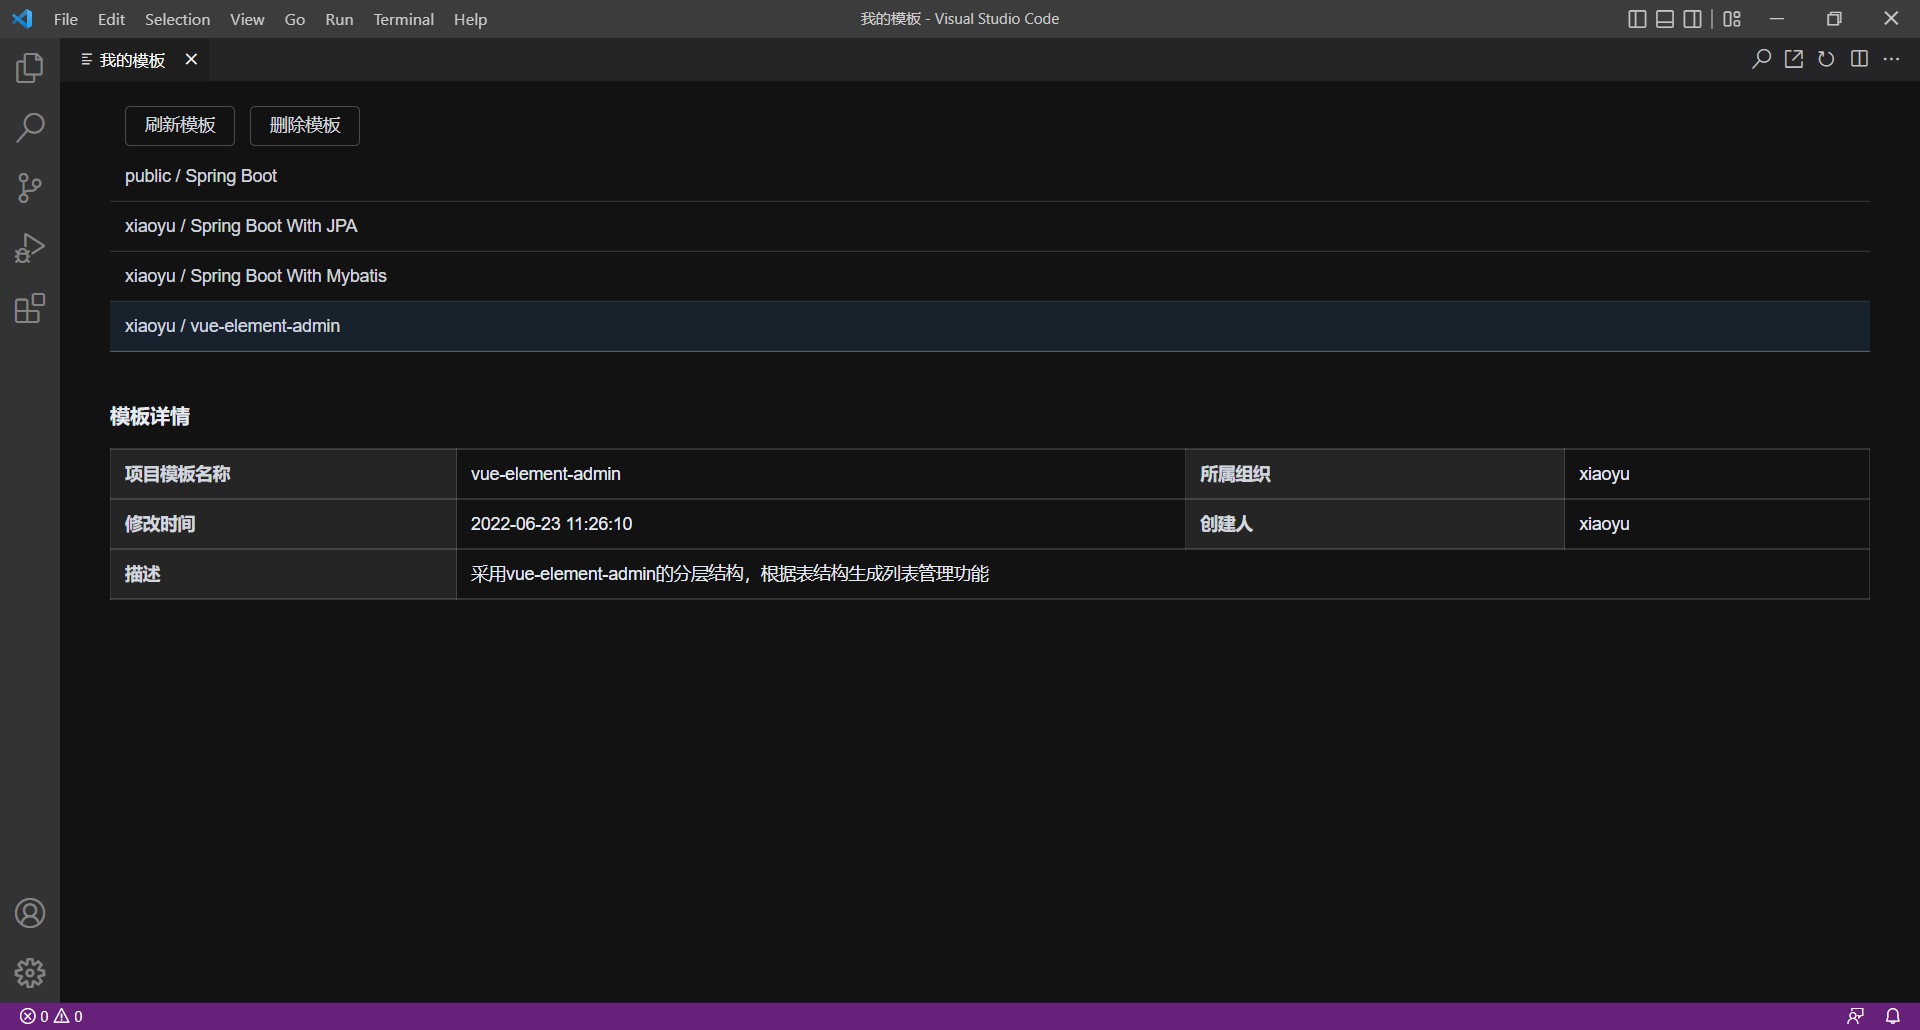 File Edit Selection View Go Run Terminal Help
我的模板 - Visual Studio Code
我的模板
刷新模板 删除模板
public / Spring Boot
xiaoyu / Spring Boot With JPA
xiaoyu / Spring Boot With Mybatis
xiaoyu / vue-element-admin
模板详情
项目模板名称 vue-element-admin 所属组织 xiaoyu
修改时间 2022-06-23 11:26:10 创建人 xiaoyu
描述 采用vue-element-admin的分层结构，根据表结构生成列表管理功能
0 0